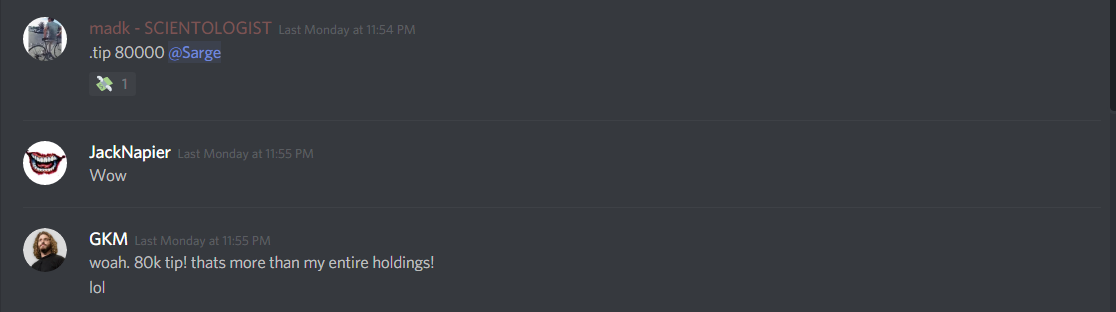 madk - SCIENTOLOGIST Last Monday at 11:54 PM
.tip 80000 @Sarge
1
JackNapier Last Monday at 11:55 PM
Wow
GKM Last Monday at 11:55 PM
woah. 80k tip! thats more than my entire holdings!
lol